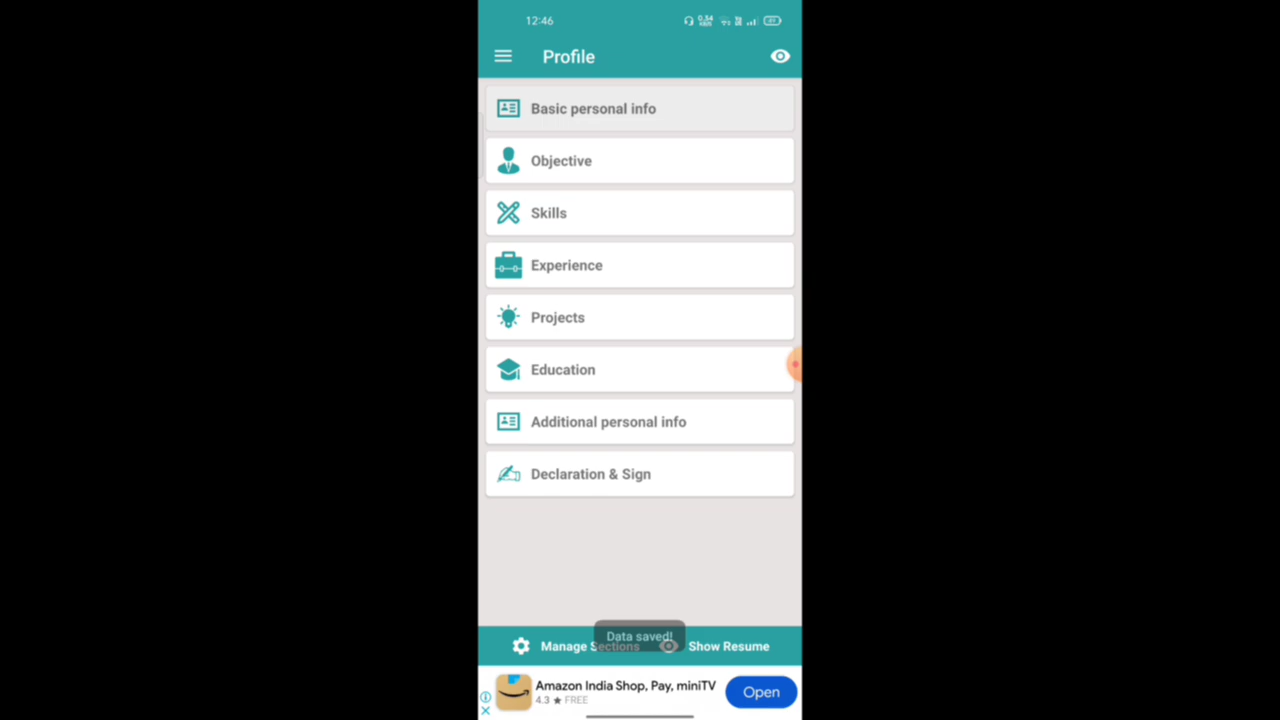 12:46
Profile
Basic personal info
Objective
Skills
Experience
Projects
Education
Additional personal info
Declaration & Sign
Data saved!
Manage Sections
Show Resume
Amazon India Shop, Pay, miniTV
4.3 ★ FREE
Open